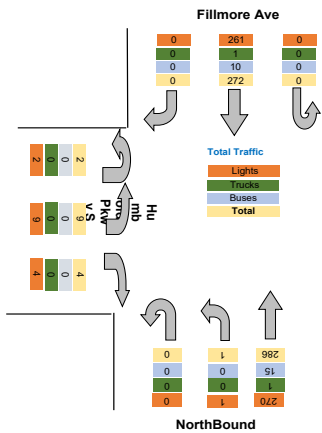 Fillmore Ave
0 261 0
0 1 0
0 10 0
0 272 0
Total Traffic
Lights
Trucks
Buses
Total
2 0 0 2
Hu
mb
Pkw
9 0 0 9
4 0 0 4
0 1 286
0 0 15
0 0 1
0 1 270
NorthBound